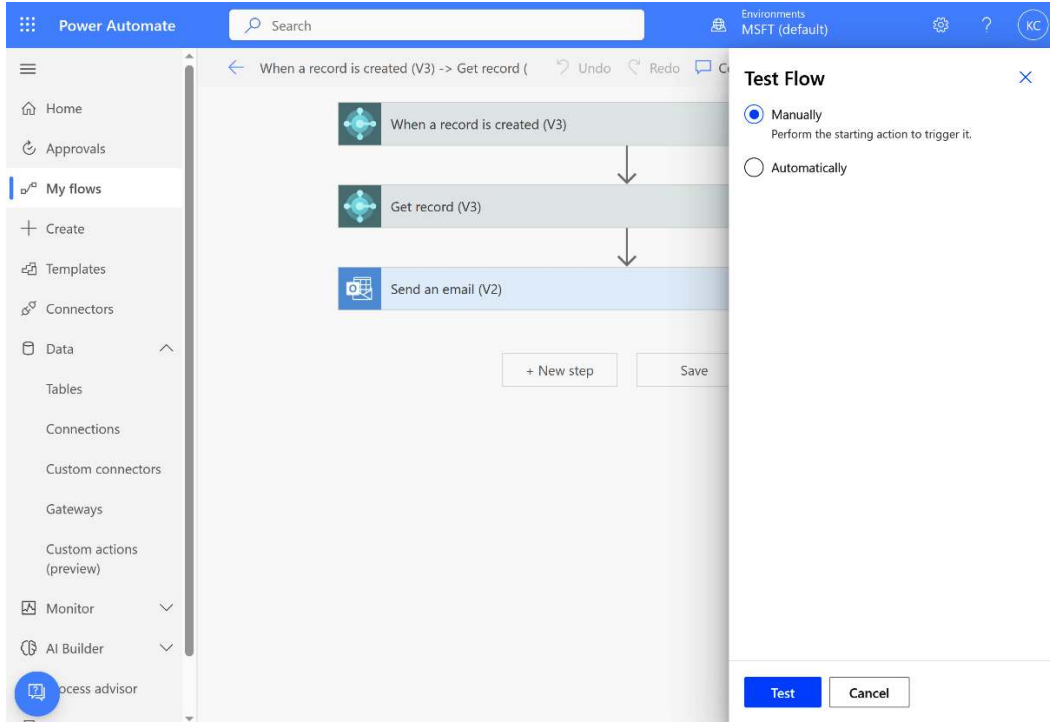 Power Automate
Search
Environments
MSFT (default)
?
KC
Home
Approvals
My flows
Create
Templates
Connectors
Data
Tables
Connections
Custom connectors
Gateways
Custom actions
(preview)
Monitor
AI Builder
ocess advisor
When a record is created (V3) -> Get record (
Undo
Redo
When a record is created (V3)
Get record (V3)
Send an email (V2)
+ New step
Save
Test Flow
Manually
Perform the starting action to trigger it.
Automatically
Test
Cancel